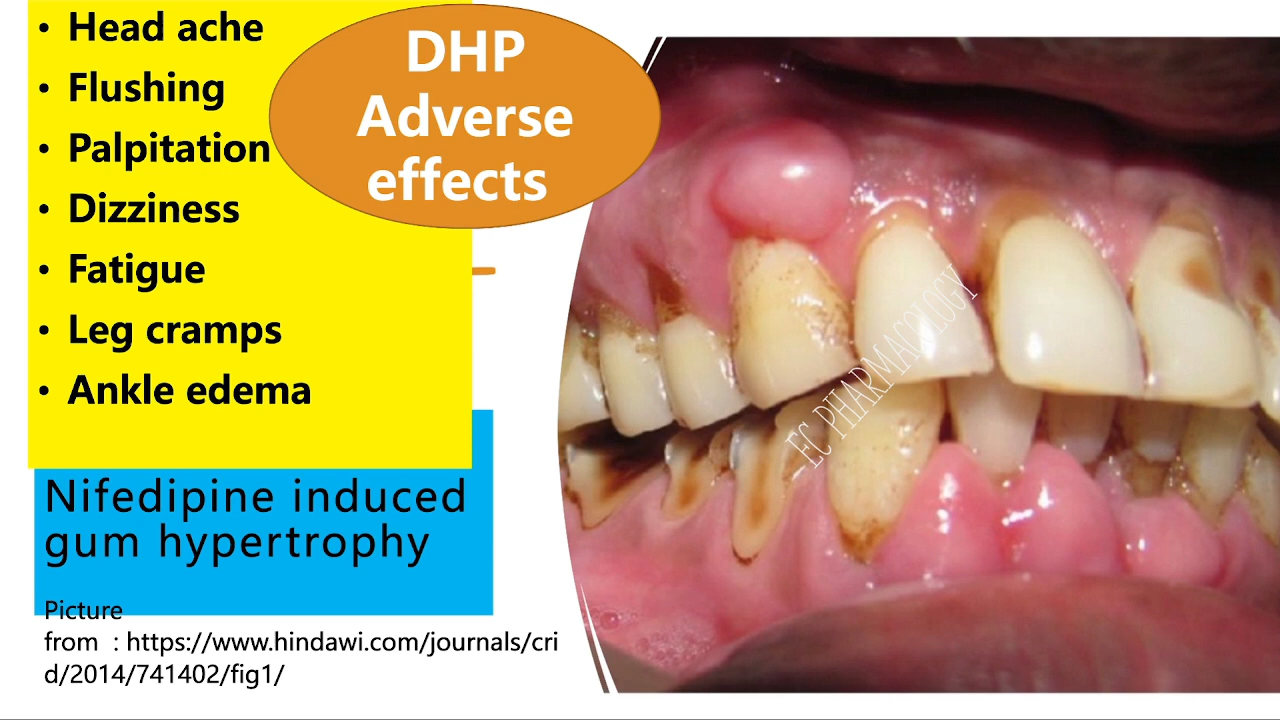 • Head ache
• Flushing
• Palpitation
• Dizziness
• Fatigue
• Leg cramps
• Ankle edema
DHP
Adverse
effects
Nifedipine induced
gum hypertrophy
Picture
from : https://www.hindawi.com/journals/cri
d/2014/741402/fig1/
EC PHARMACOLOGY